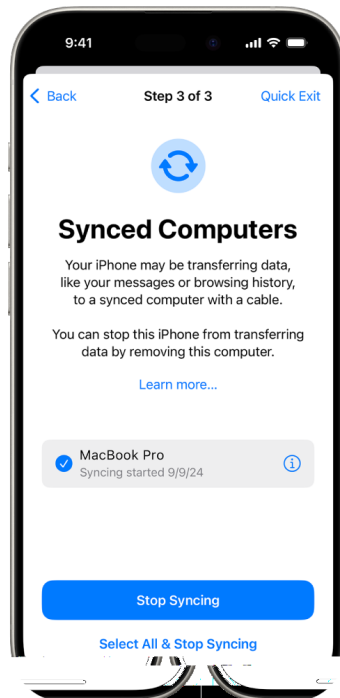 9:41
Back
Step 3 of 3
Quick Exit
Synced Computers
Your iPhone may be transferring data,
like your messages or browsing history,
to a synced computer with a cable.
You can stop this iPhone from transferring
data by removing this computer.
Learn more...
MacBook Pro
Syncing started 9/9/24
Stop Syncing
Select All & Stop Syncing